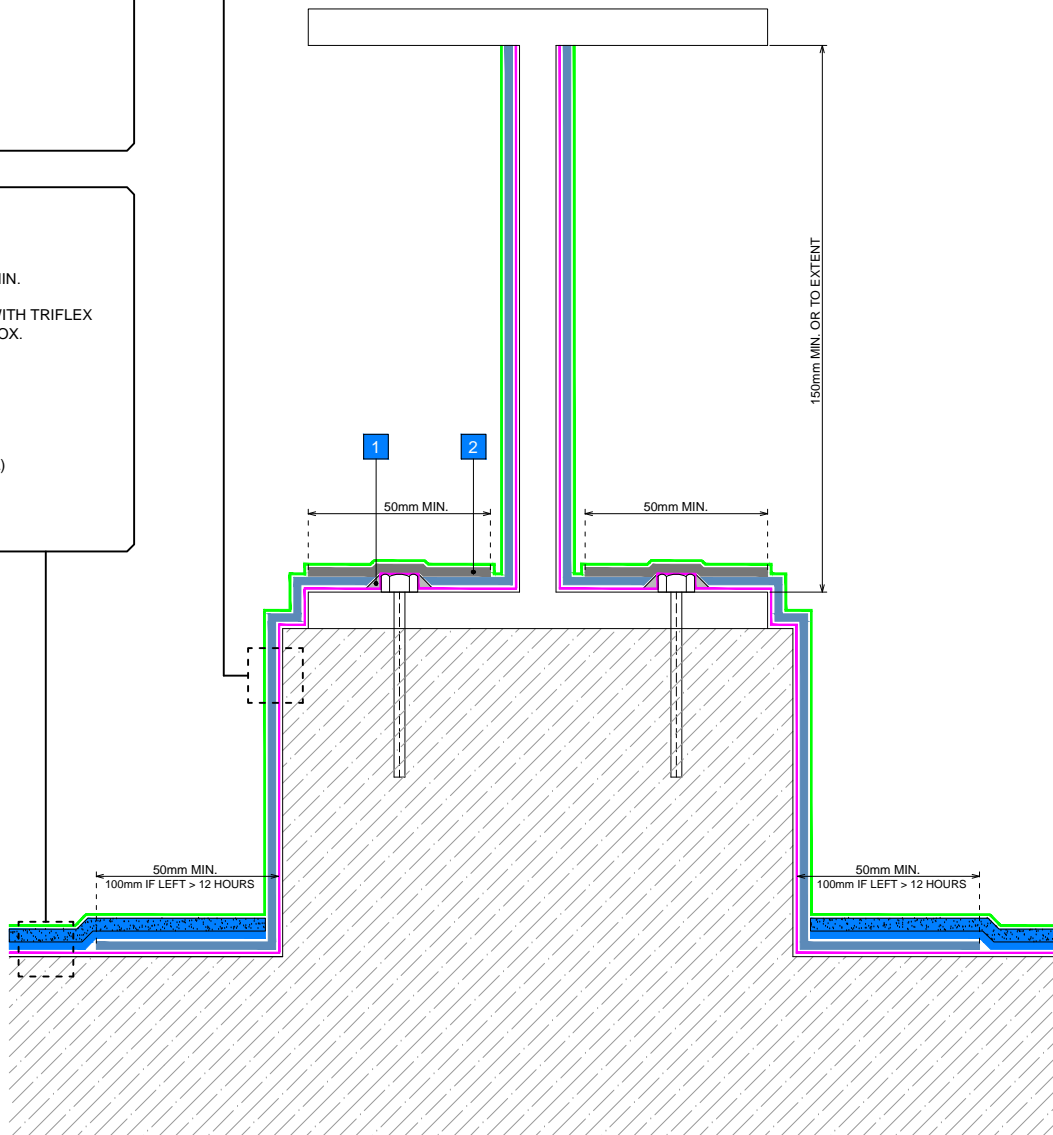 IN.
ITH TRIFLEX
OX.
)
150mm MIN. OR TO EXTENT
1
2
50mm MIN.
50mm MIN.
50mm MIN.
100mm IF LEFT > 12 HOURS
50mm MIN.
100mm IF LEFT > 12 HOURS